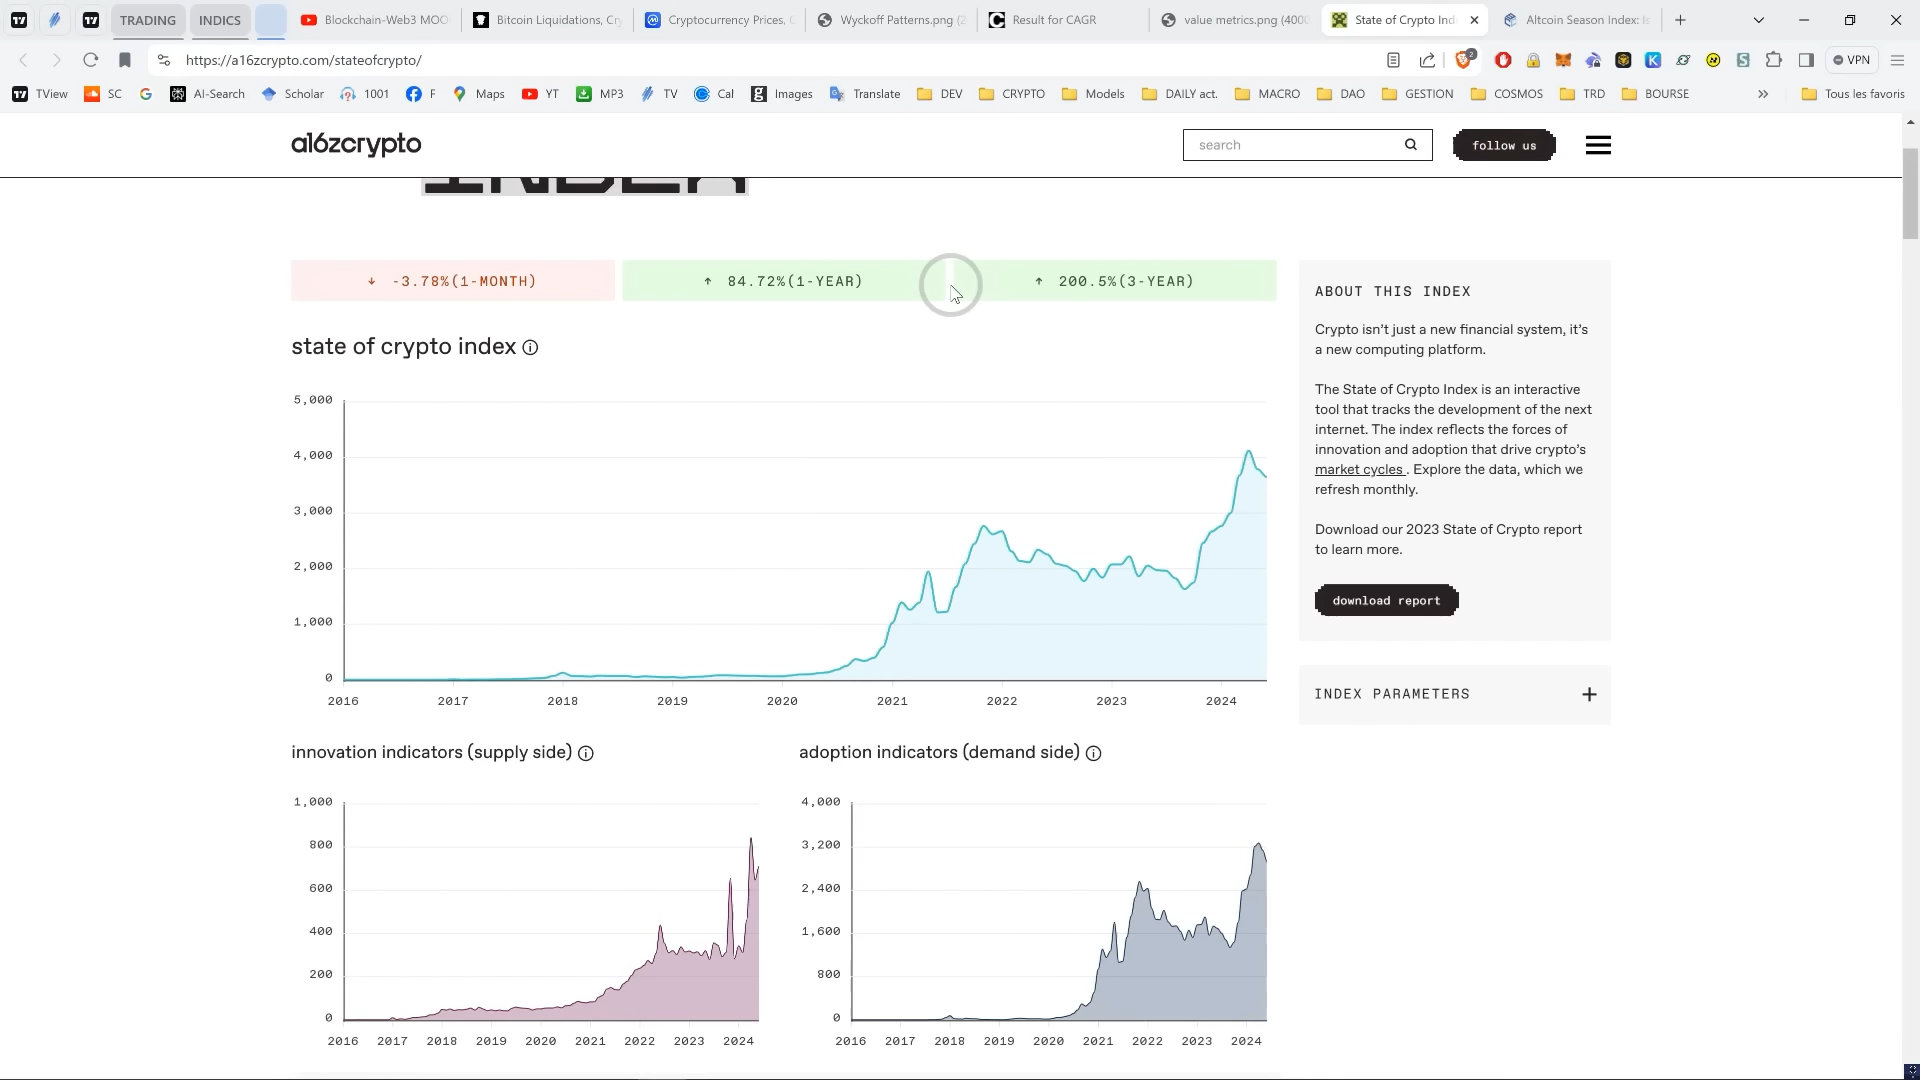 TRADING
INDICS
Blockchain-Web3 MOO
Bitcoin Liquidations, Cry
Cryptocurrency Prices, C
Wyckoff Patterns.png (2
Result for CAGR
value metrics.png (4000
State of Crypto Ind
Altcoin Season Index: Is
https://a16zcrypto.com/stateofcrypto/
2
VPN
TView
SC
AI-Search
Scholar
1001
F
Maps
YT
MP3
TV
Cal
Images
Translate
DEV
CRYPTO
Models
DAILY act.
MACRO
DAO
GESTION
COSMOS
TRD
BOURSE
Tous les favoris
a16zcrypto
search
follow us
INDEX
↓ -3.78%(1-MONTH)
↑ 84.72%(1-YEAR)
↑ 200.5%(3-YEAR)
state of crypto index
5,000
4,000
3,000
2,000
1,000
0
2016 2017 2018 2019 2020 2021 2022 2023 2024
innovation indicators (supply side)
1,000
800
600
400
200
0
2016 2017 2018 2019 2020 2021 2022 2023 2024
adoption indicators (demand side)
4,000
3,200
2,400
1,600
800
0
2016 2017 2018 2019 2020 2021 2022 2023 2024
ABOUT THIS INDEX
Crypto isn't just a new financial system, it's
a new computing platform.
The State of Crypto Index is an interactive
tool that tracks the development of the next
internet. The index reflects the forces of
innovation and adoption that drive crypto's
market cycles . Explore the data, which we
refresh monthly.
Download our 2023 State of Crypto report
to learn more.
download report
INDEX PARAMETERS +